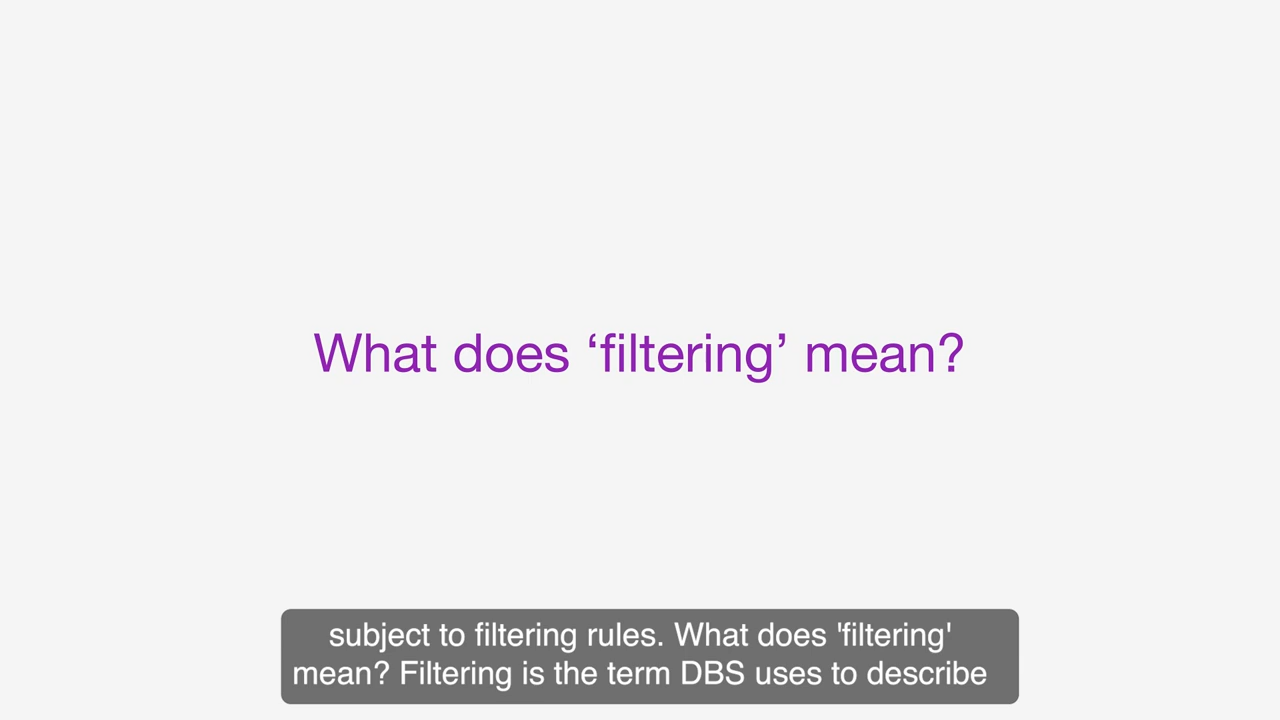 What does ‘filtering’ mean?
subject to filtering rules. What does 'filtering'
mean? Filtering is the term DBS uses to describe